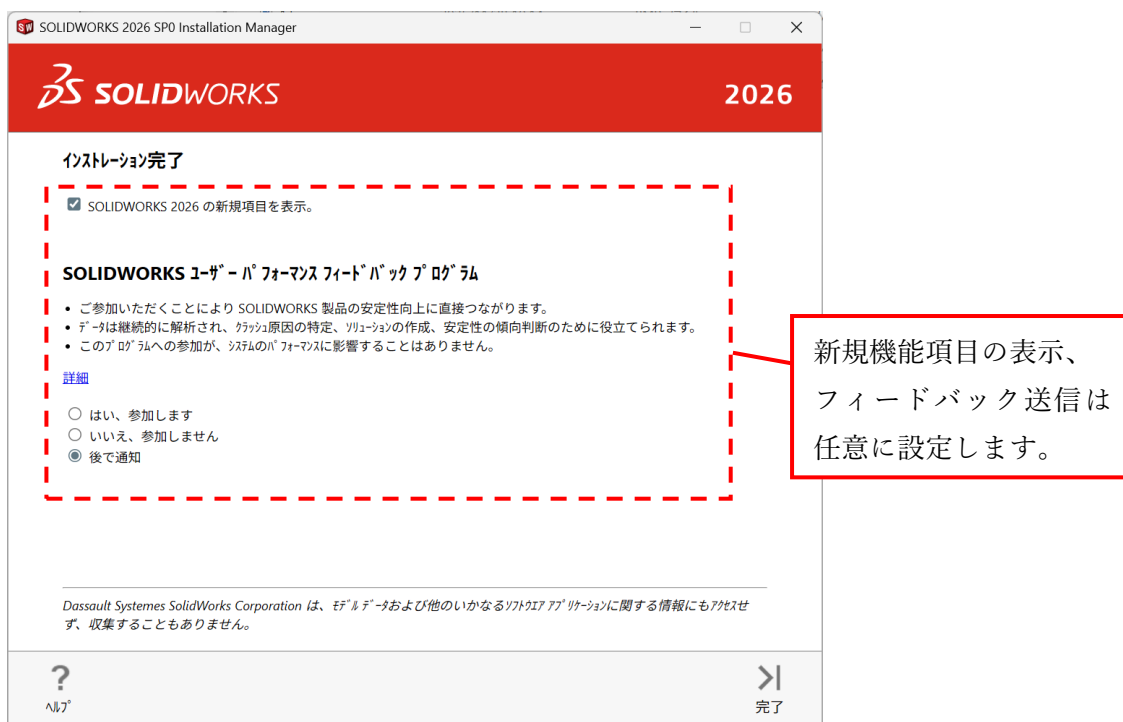 SOLIDWORKS 2026 SP0 Installation Manager
SOLIDWORKS
2026
ｲﾝｽﾄﾚｰｼｮﾝ完了
SOLIDWORKS 2026 の新規項目を表示。
SOLIDWORKS ﾕｰｻﾞｰ ﾊﾟﾌｫｰﾏﾝｽ ﾌｨｰﾄﾞﾊﾞｯｸ ﾌﾟﾛｸﾞﾗﾑ
• ご参加いただくことにより SOLIDWORKS 製品の安定性向上に直接つながります。
• ﾃﾞｰﾀは継続的に解析され、ｸﾗｯｼｭ原因の特定、ｿﾘｭｰｼｮﾝの作成、安定性の傾向判断のために役立てられます。
• このﾌﾟﾛｸﾞﾗﾑへの参加が、ｼｽﾃﾑのﾊﾟﾌｫｰﾏﾝｽに影響することはありません。
詳細
はい、参加します
いいえ、参加しません
後で通知
新規機能項目の表示、
フィードバック送信は
任意に設定します。
Dassault Systemes SolidWorks Corporation は、ﾓﾃﾞﾙ ﾃﾞｰﾀおよび他のいかなるｿﾌﾄｳｴｱ ｱﾌﾟﾘｹｰｼｮﾝに関する情報にもｱｸｾｽせ
ず、収集することもありません。
?
ﾍﾙﾌﾟ
完了